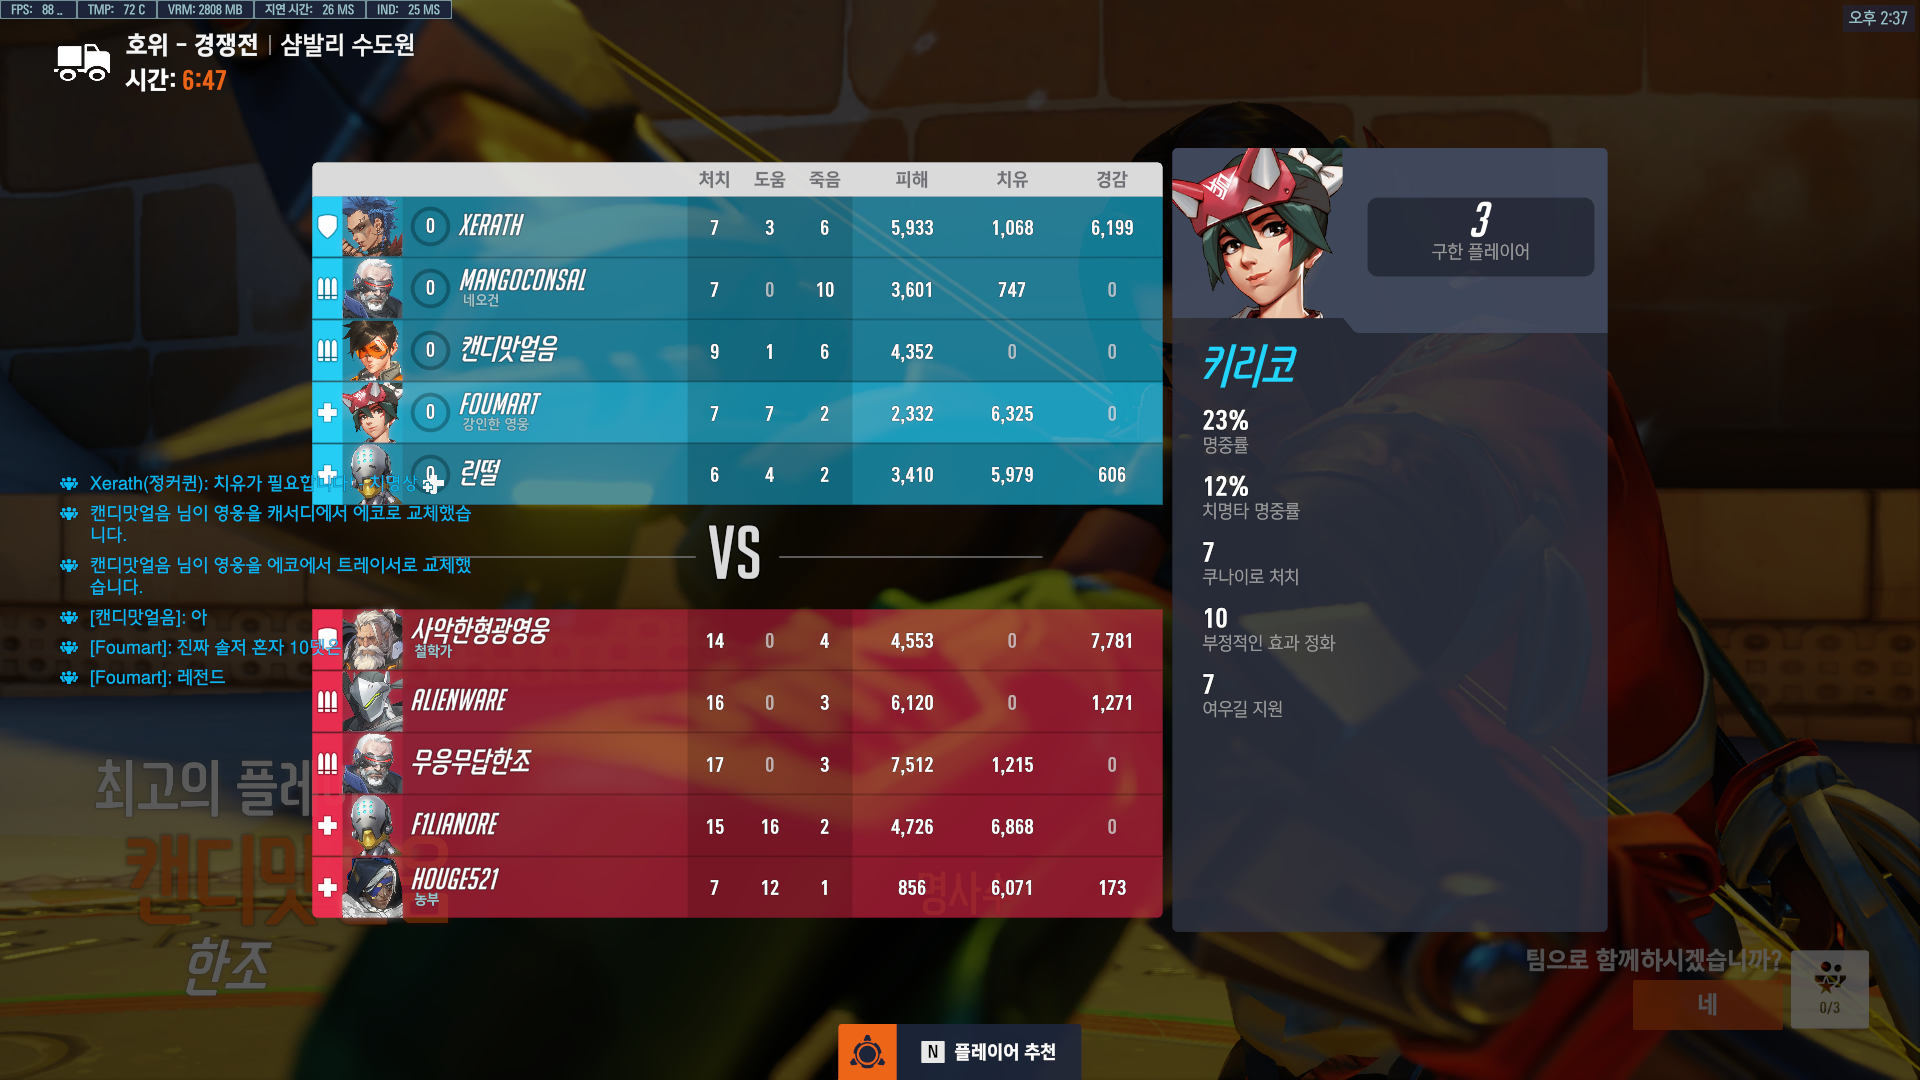 FPS: 88 .. TMP: 72 C VRM: 2808 MB 지연 시간: 26 MS IND: 25 MS
오후 2:37
호위 - 경쟁전 | 샴발리 수도원
시간: 6:47
처치 도움 죽음 피해 치유 경감
0 XERATH 7 3 6 5,933 1,068 6,199
0 MANGOCONSAL 7 0 10 3,601 747 0
네오건
0 캔디맛얼음 9 1 6 4,352 0 0
0 FOUMART 7 7 2 2,332 6,325 0
강인한 영웅
0 린떨 6 4 2 3,410 5,979 606
Xerath(정커퀸): 치유가 필요합니다. 치명상
캔디맛얼음 님이 영웅을 캐서디에서 에코로 교체했습
니다.
캔디맛얼음 님이 영웅을 에코에서 트레이서로 교체했
습니다.
[캔디맛얼음]: 아
[Foumart]: 진짜 솔저 혼자 10뎃은
[Foumart]: 레전드
VS
사악한형광영웅 14 0 4 4,553 0 7,781
철학가
ALIENWARE 16 0 3 6,120 0 1,271
무응무답한조 17 0 3 7,512 1,215 0
F1LIANORE 15 16 2 4,726 6,868 0
HOUGE521 7 12 1 856 6,071 173
농부
최고의 플레
캔디맛
한조
명사수
3
구한 플레이어
키리코
23%
명중률
12%
치명타 명중률
7
쿠나이로 처치
10
부정적인 효과 정화
7
여우길 지원
팀으로 함께하시겠습니까?
네
0/3
N 플레이어 추천